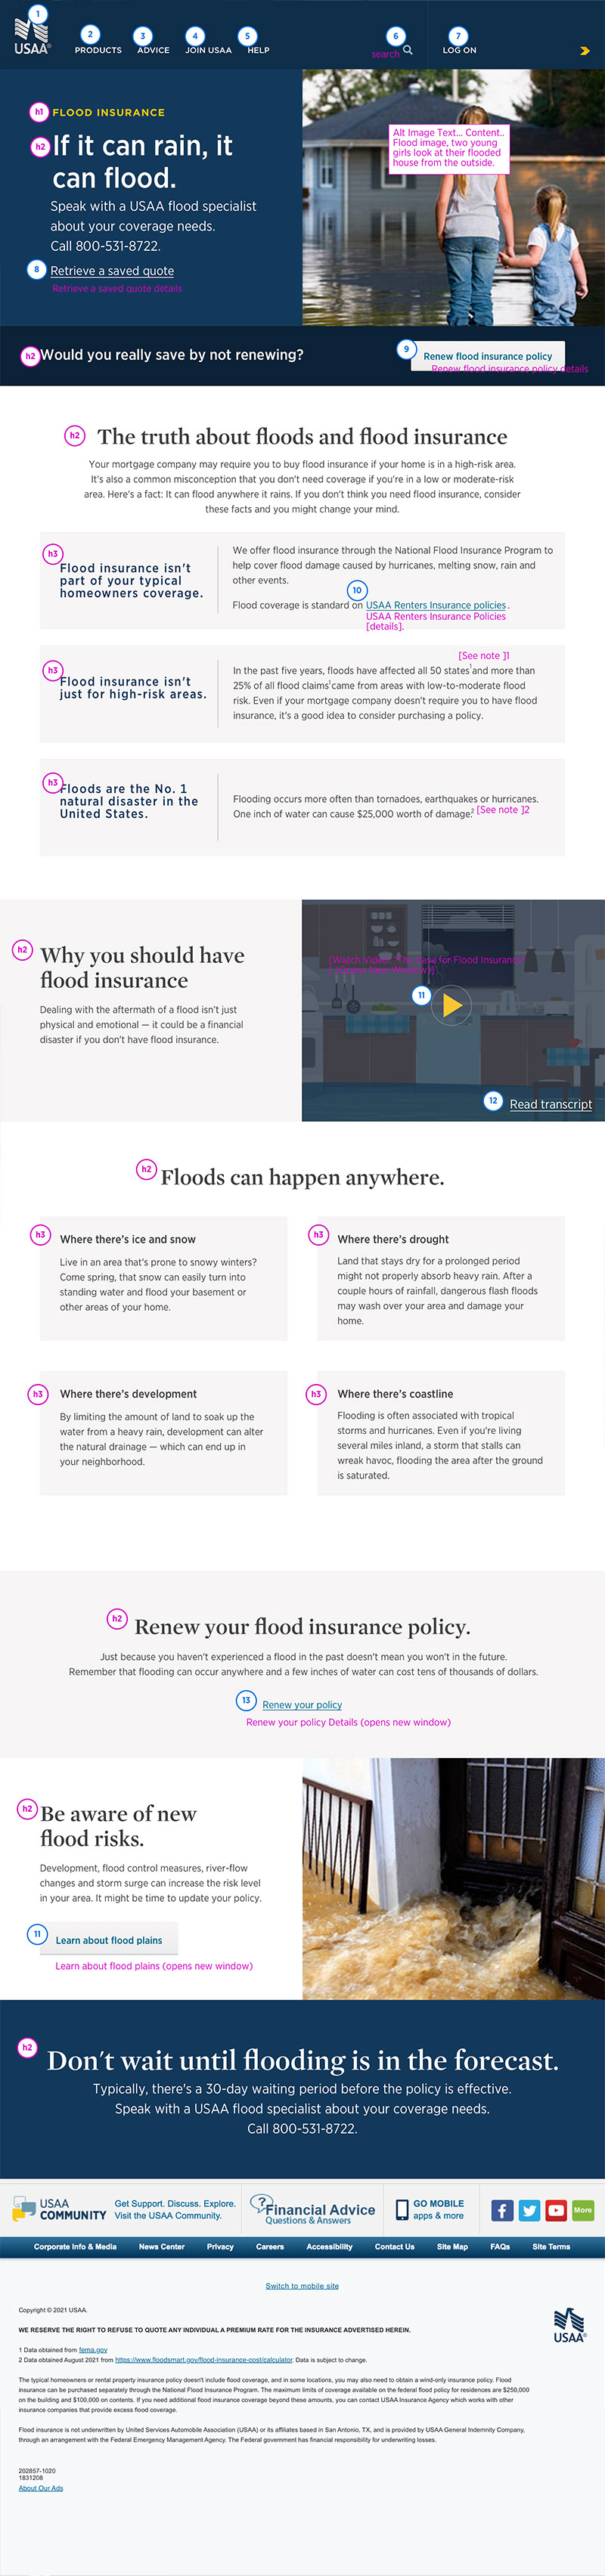 1
USAA®
2
PRODUCTS
3
ADVICE
4
JOIN USAA
5
HELP
6
search
7
LOG ON
h1
FLOOD INSURANCE
h2
If it can rain, it
can flood.
Speak with a USAA flood specialist
about your coverage needs.
Call 800-531-8722.
8
Retrieve a saved quote
Retrieve a saved quote details
Alt Image Text... Content..
Flood image, two young
girls look at their flooded
house from the outside.
h2
Would you really save by not renewing?
9
Renew flood insurance policy
Renew flood insurance policy details
h2
The truth about floods and flood insurance
Your mortgage company may require you to buy flood insurance if your home is in a high-risk area.
It's also a common misconception that you don't need coverage if you're in a low or moderate-risk
area. Here's a fact: It can flood anywhere it rains. If you don't think you need flood insurance, consider
these facts and you might change your mind.
h3
Flood insurance isn't
part of your typical
homeowners coverage.
We offer flood insurance through the National Flood Insurance Program to
help cover flood damage caused by hurricanes, melting snow, rain and
other events.
10
Flood coverage is standard on USAA Renters Insurance policies.
USAA Renters Insurance Policies
[details].
h3
Flood insurance isn't
just for high-risk areas.
[See note ]1
In the past five years, floods have affected all 50 states¹ and more than
25% of all flood claims¹ came from areas with low-to-moderate flood
risk. Even if your mortgage company doesn't require you to have flood
insurance, it's a good idea to consider purchasing a policy.
h3
Floods are the No. 1
natural disaster in the
United States.
Flooding occurs more often than tornadoes, earthquakes or hurricanes.
One inch of water can cause $25,000 worth of damage.² [See note ]2
h2
Why you should have
flood insurance
Dealing with the aftermath of a flood isn't just
physical and emotional — it could be a financial
disaster if you don't have flood insurance.
[Watch Video, "The Case for Flood Insurance"
(Opens New Window)]
11
12
Read transcript
h2
Floods can happen anywhere.
h3
Where there's ice and snow
Live in an area that's prone to snowy winters?
Come spring, that snow can easily turn into
standing water and flood your basement or
other areas of your home.
h3
Where there's drought
Land that stays dry for a prolonged period
might not properly absorb heavy rain. After a
couple hours of rainfall, dangerous flash floods
may wash over your area and damage your
home.
h3
Where there's development
By limiting the amount of land to soak up the
water from a heavy rain, development can alter
the natural drainage — which can end up in
your neighborhood.
h3
Where there's coastline
Flooding is often associated with tropical
storms and hurricanes. Even if you're living
several miles inland, a storm that stalls can
wreak havoc, flooding the area after the ground
is saturated.
h2
Renew your flood insurance policy.
Just because you haven't experienced a flood in the past doesn't mean you won't in the future.
Remember that flooding can occur anywhere and a few inches of water can cost tens of thousands of dollars.
13
Renew your policy
Renew your policy Details (opens new window)
h2
Be aware of new
flood risks.
Development, flood control measures, river-flow
changes and storm surge can increase the risk level
in your area. It might be time to update your policy.
11
Learn about flood plains
Learn about flood plains (opens new window)
h2
Don't wait until flooding is in the forecast.
Typically, there's a 30-day waiting period before the policy is effective.
Speak with a USAA flood specialist about your coverage needs.
Call 800-531-8722.
USAA
COMMUNITY
Get Support. Discuss. Explore.
Visit the USAA Community.
?
Financial Advice
Questions & Answers
GO MOBILE
apps & more
More
Corporate Info & Media News Center Privacy Careers Accessibility Contact Us Site Map FAQs Site Terms
Switch to mobile site
Copyright © 2021 USAA.
USAA®
WE RESERVE THE RIGHT TO REFUSE TO QUOTE ANY INDIVIDUAL A PREMIUM RATE FOR THE INSURANCE ADVERTISED HEREIN.
1 Data obtained from fema.gov
2 Data obtained August 2021 from https://www.floodsmart.gov/flood-insurance-cost/calculator. Data is subject to change.
The typical homeowners or rental property insurance policy doesn't include flood coverage, and in some locations, you may also need to obtain a wind-only insurance policy. Flood
insurance can be purchased separately through the National Flood Insurance Program. The maximum limits of coverage available on the federal flood policy for residences are $250,000
on the building and $100,000 on contents. If you need additional flood insurance coverage beyond these amounts, you can contact USAA Insurance Agency which works with other
insurance companies that provide excess flood coverage.
Flood insurance is not underwritten by United Services Automobile Association (USAA) or its affiliates based in San Antonio, TX, and is provided by USAA General Indemnity Company,
through an arrangement with the Federal Emergency Management Agency. The Federal government has financial responsibility for underwriting losses.
202857-1020
1831208
About Our Ads